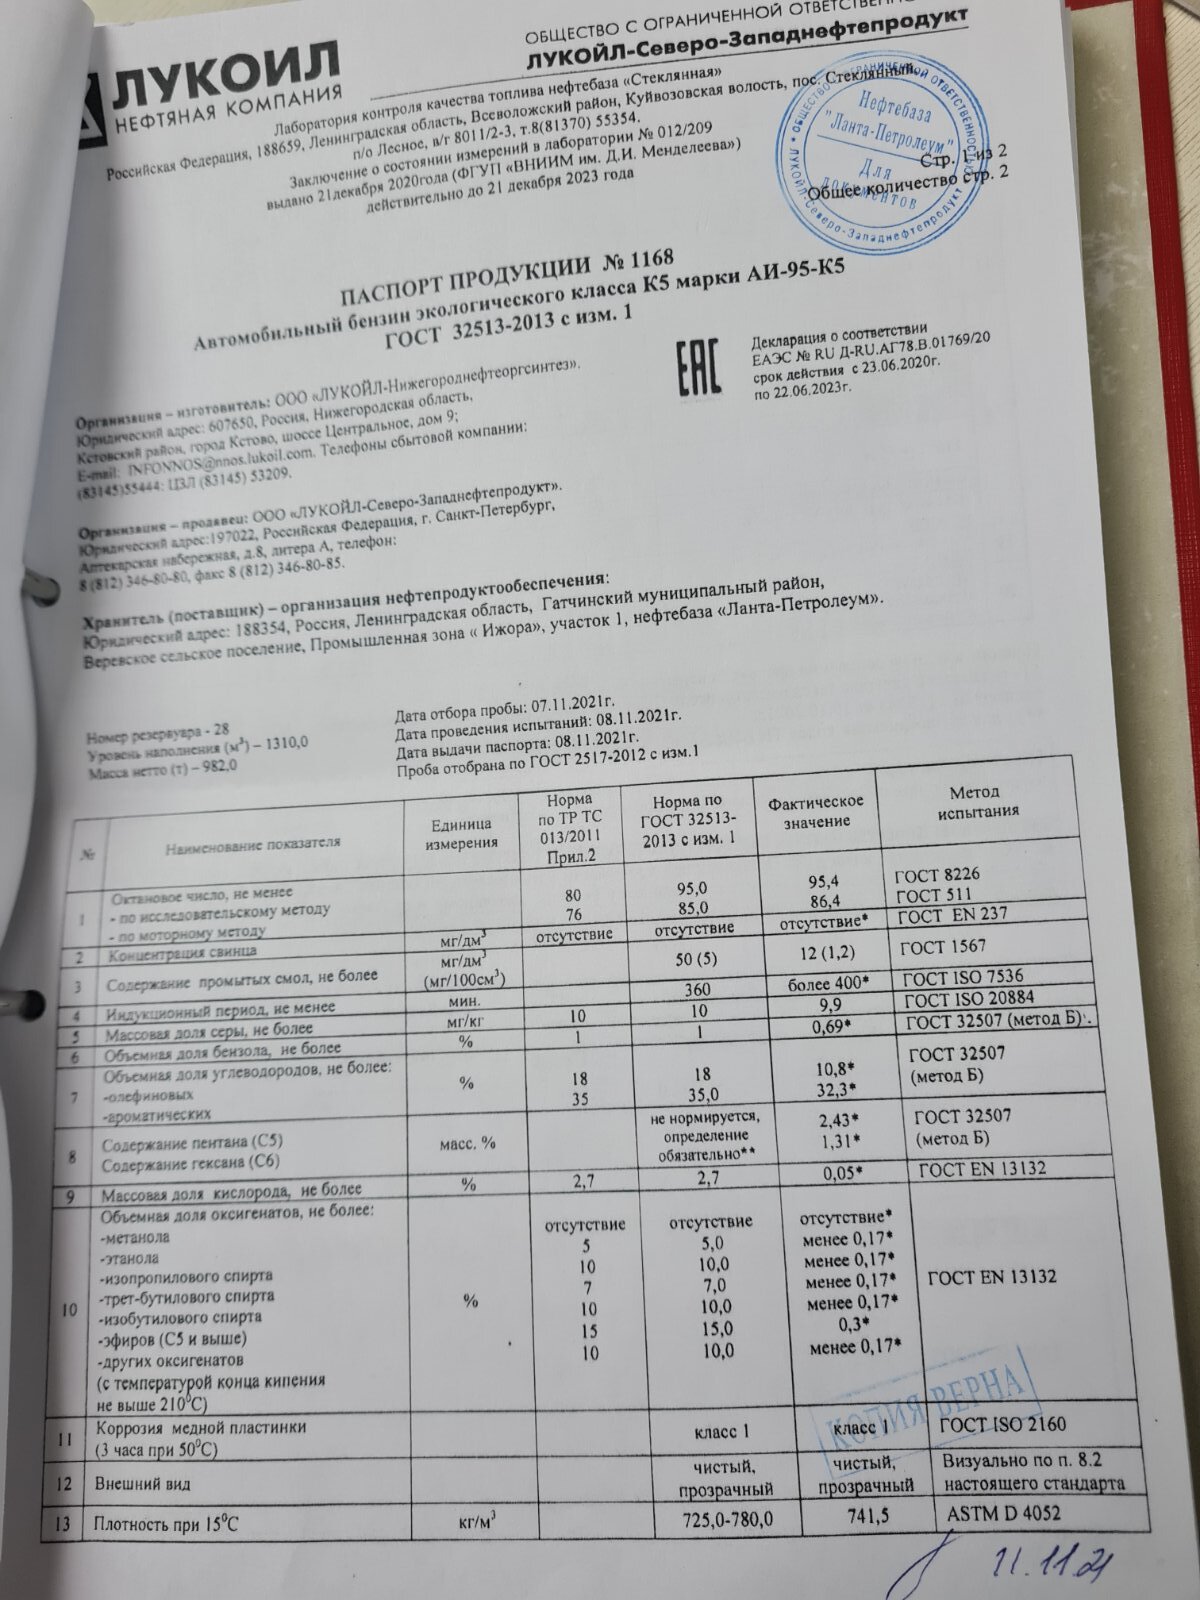 ЛУКОЙЛ
НЕФТЯНАЯ КОМПАНИЯ
ОБЩЕСТВО С ОГРАНИЧЕННОЙ ОТВЕТСТВЕННО
ЛУКОЙЛ-Северо-Западнефтепродукт
Лаборатория контроля качества топлива нефтебаза «Стеклянная»
Российская Федерация, 188659, Ленинградская область, Всеволожский район, Куйвозовская волость, пос. Стеклянный,
п/о Лесное, а/г 8011/2-3, т.8(81370) 55354.
Заключение о состоянии измерений в лаборатории № 012/209
выдано 21декабря 2020года (ФГУП «ВНИИМ им. Д.И. Менделеева»)
действительно до 21 декабря 2023 года
Нефтебаза
"Ланта-Петролеум"
Для
документов
ЛУКОЙЛ-Северо-Западнефтепродукт
Стр. 1 из 2
Общее количество стр. 2
ПАСПОРТ ПРОДУКЦИИ № 1168
Автомобильный бензин экологического класса К5 марки АИ-95-К5
ГОСТ 32513-2013 с изм. 1
ЕАС
Декларация о соответствии
ЕАЭС № RU Д-RU.АГ78.В.01769/20
срок действия с 23.06.2020г.
по 22.06.2023г.
Организация – изготовитель: ООО «ЛУКОЙЛ-Нижегороднефтеоргсинтез».
Юридический адрес: 607650, Россия, Нижегородская область,
Кстовский район, город Кстово, шоссе Центральное, дом 9;
E-mail: INFONNOS@nnos.lukoil.com. Телефоны сбытовой компании:
(83145)55444: ЦЗЛ (83145) 53209.
Организация – продавец: ООО «ЛУКОЙЛ-Северо-Западнефтепродукт».
Юридический адрес:197022, Российская Федерация, г. Санкт-Петербург,
Аптекарская набережная, д.8, литера А, телефон:
8 (812) 346-80-80, факс 8 (812) 346-80-85.
Хранитель (поставщик) – организация нефтепродуктообеспечения:
Юридический адрес: 188354, Россия, Ленинградская область, Гатчинский муниципальный район,
Веревское сельское поселение, Промышленная зона « Ижора», участок 1, нефтебаза «Ланта-Петролеум».
Номер резервуара - 28
Уровень наполнения (м³) – 1310,0
Масса нетто (т) – 982,0
Дата отбора пробы: 07.11.2021г.
Дата проведения испытаний: 08.11.2021г.
Дата выдачи паспорта: 08.11.2021г.
Проба отобрана по ГОСТ 2517-2012 с изм.1
№ Наименование показателя Единица измерения Норма по ТР ТС 013/2011 Прил.2 Норма по ГОСТ 32513-2013 с изм. 1 Фактическое значение Метод испытания
1 Октановое число, не менее
- по исследовательскому методу 80 95,0 95,4 ГОСТ 8226
- по моторному методу 76 85,0 86,4 ГОСТ 511
2 Концентрация свинца мг/дм³ отсутствие отсутствие отсутствие* ГОСТ EN 237
3 Содержание промытых смол, не более мг/дм³ (мг/100см³) 50 (5) 12 (1,2) ГОСТ 1567
4 Индукционный период, не менее мин. 360 более 400* ГОСТ ISO 7536
5 Массовая доля серы, не более мг/кг 10 10 9,9 ГОСТ ISO 20884
6 Объемная доля бензола, не более % 1 1 0,69* ГОСТ 32507 (метод Б).
7 Объемная доля углеводородов, не более: % ГОСТ 32507 (метод Б)
-олефиновых 18 18 10,8*
-ароматических 35 35,0 32,3*
8 Содержание пентана (С5) масс. % не нормируется, определение обязательно** 2,43* ГОСТ 32507 (метод Б)
Содержание гексана (С6) 1,31*
9 Массовая доля кислорода, не более % 2,7 2,7 0,05* ГОСТ EN 13132
10 Объемная доля оксигенатов, не более: % ГОСТ EN 13132
-метанола отсутствие отсутствие отсутствие*
-этанола 5 5,0 менее 0,17*
-изопропилового спирта 10 10,0 менее 0,17*
-трет-бутилового спирта 7 7,0 менее 0,17*
-изобутилового спирта 10 10,0 менее 0,17*
-эфиров (С5 и выше) 15 15,0 0,3*
-других оксигенатов 10 10,0 менее 0,17*
(с температурой конца кипения
не выше 210⁰С)
11 Коррозия медной пластинки класс 1 класс 1 ГОСТ ISO 2160
(3 часа при 50⁰С)
КОПИЯ ВЕРНА
12 Внешний вид чистый, прозрачный чистый, прозрачный Визуально по п. 8.2 настоящего стандарта
13 Плотность при 15⁰С кг/м³ 725,0-780,0 741,5 ASTM D 4052
11.11.21